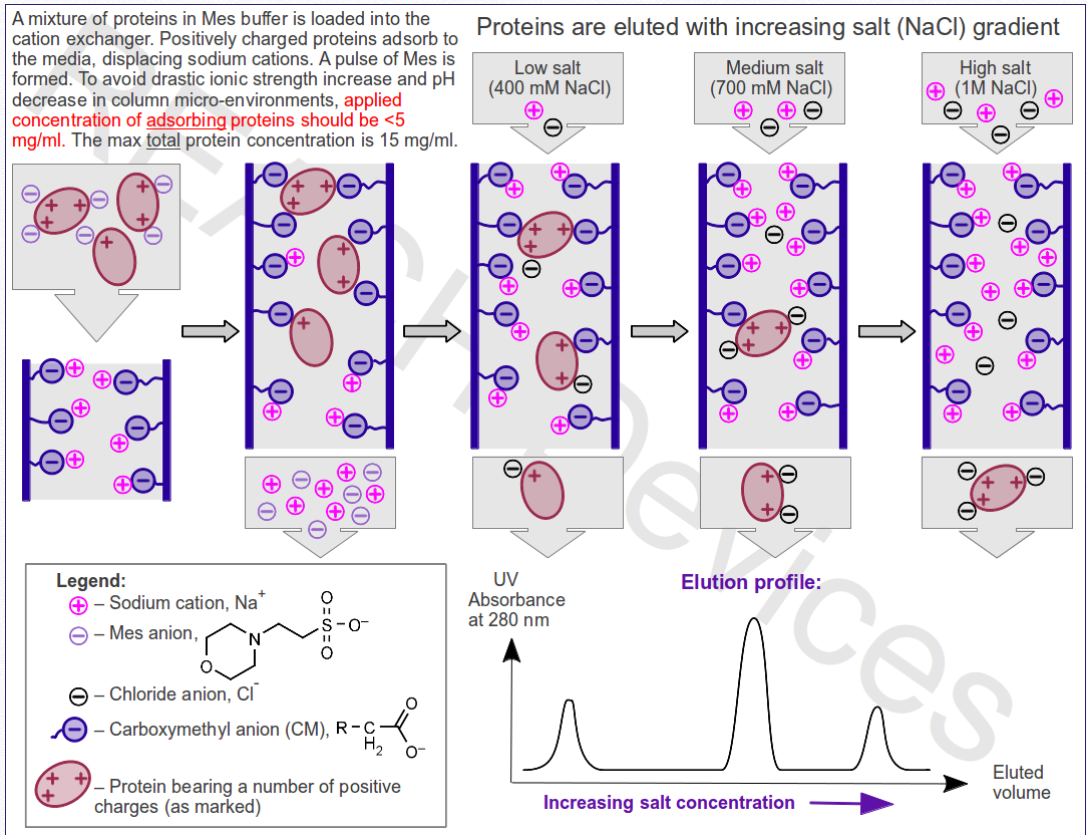 A mixture of proteins in Mes buffer is loaded into the
cation exchanger. Positively charged proteins adsorb to
the media, displacing sodium cations. A pulse of Mes is
formed. To avoid drastic ionic strength increase and pH
decrease in column micro-environments, applied
concentration of adsorbing proteins should be <5
mg/ml. The max total protein concentration is 15 mg/ml.
Proteins are eluted with increasing salt (NaCl) gradient
Low salt
(400 mM NaCl)
Medium salt
(700 mM NaCl)
High salt
(1M NaCl)
REACH Devices
Legend:
– Sodium cation, Na+
– Mes anion,
O
N
S
O
O
O−
– Chloride anion, Cl-
– Carboxymethyl anion (CM),
R
C
H2
C
O
O−
– Protein bearing a number of positive
charges (as marked)
UV
Absorbance
at 280 nm
Elution profile:
Increasing salt concentration
Eluted
volume